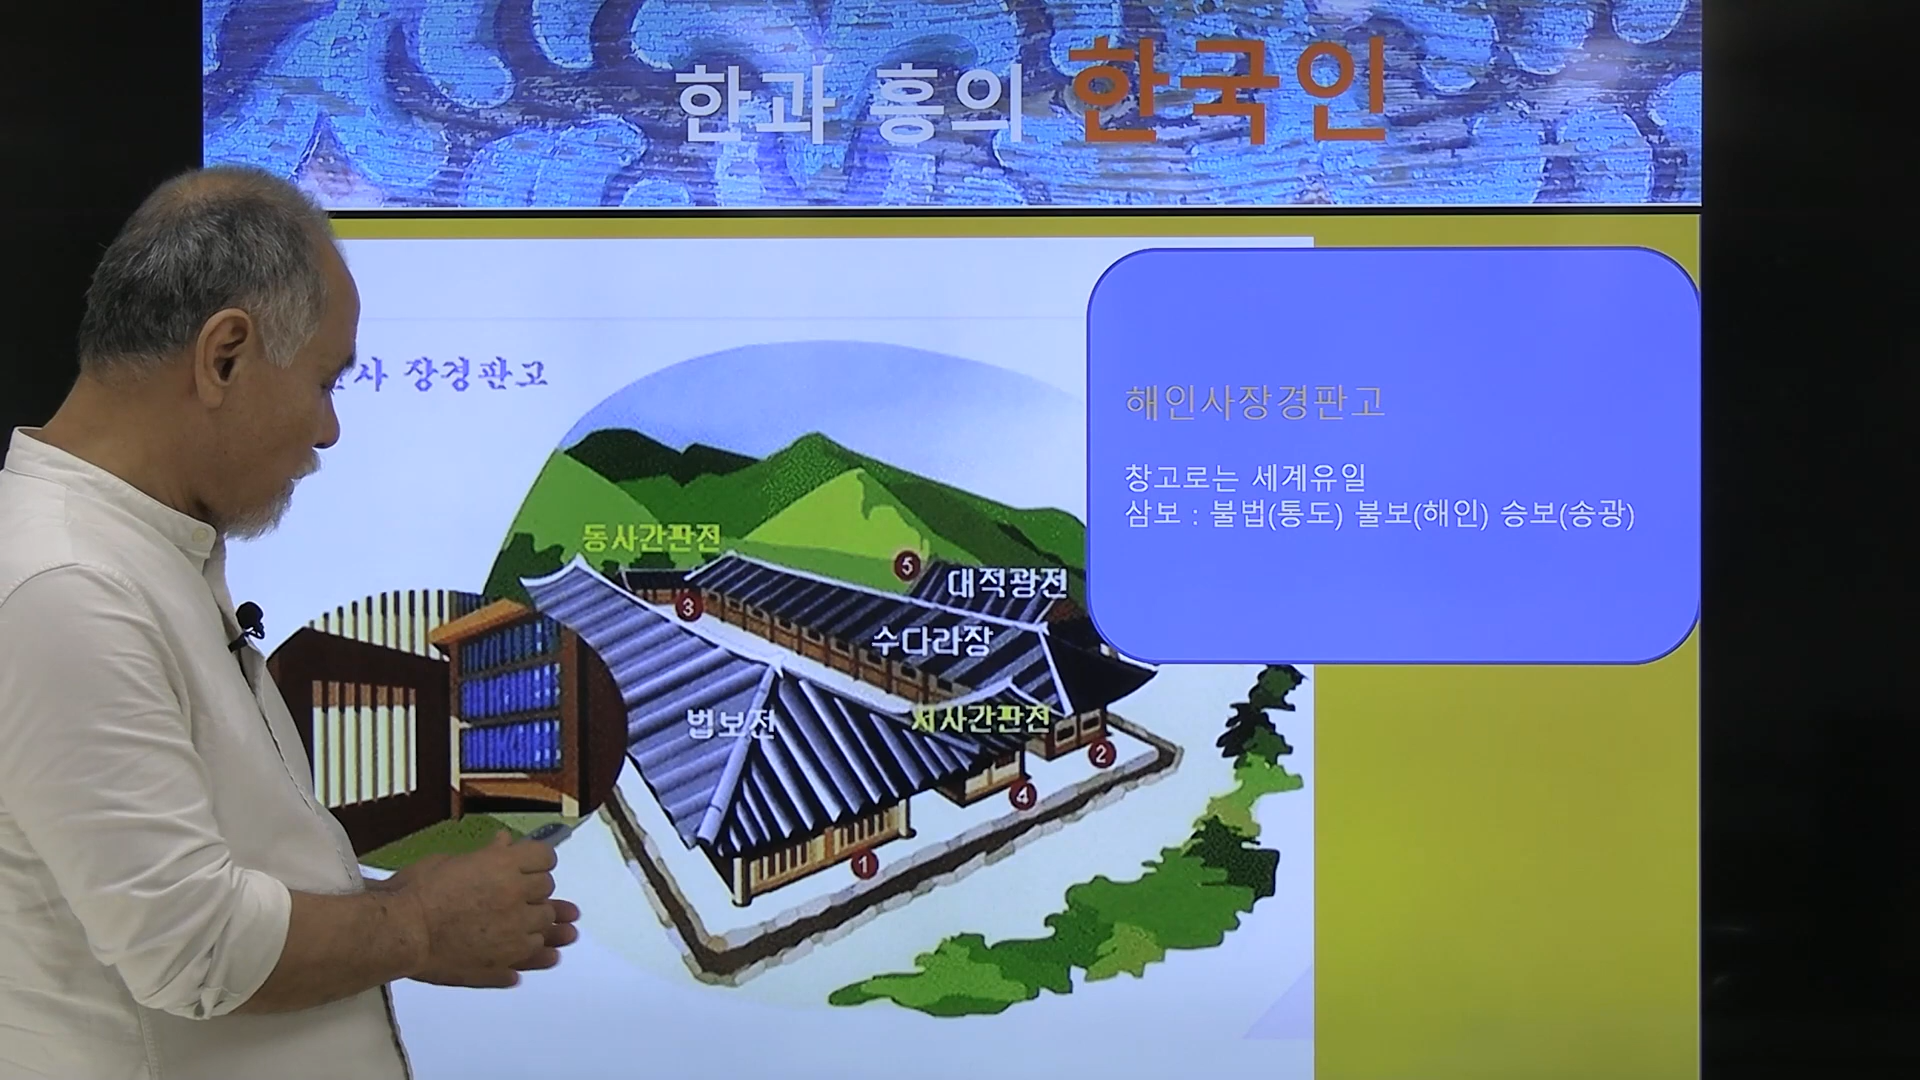 한과 흥의 한국인
장경판고
해인사장경판고
창고로는 세계유일
삼보 : 불법(통도) 불보(해인) 승보(송광)
동사간판전
5
대적광전
3
수다라장
법보전
서사간판전
2
4
1